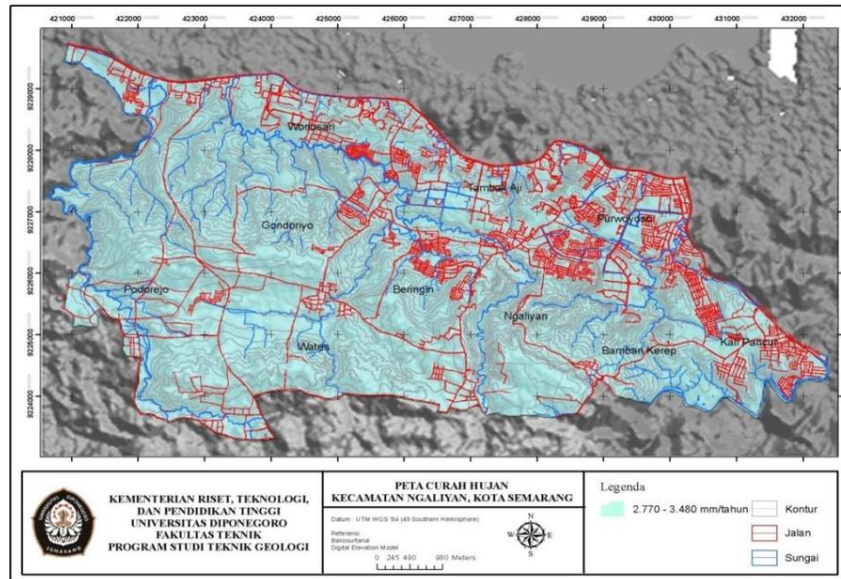 421000 422000 423000 424000 425000 426000 427000 428000 429000 430000 431000 432000
9229000
9228000
9227000
9226000
9225000
9224000
Wonosari
Tambak Aji
Purwoyoso
Gondoriyo
Podorejo
Beringin
Ngaliyan
Wates
Bamban Kerep
Kali Pancur
KEMENTERIAN RISET, TEKNOLOGI,
DAN PENDIDIKAN TINGGI
UNIVERSITAS DIPONEGORO
FAKULTAS TEKNIK
PROGRAM STUDI TEKNIK GEOLOGI
SEMARANG
PETA CURAH HUJAN
KECAMATAN NGALIYAN, KOTA SEMARANG
Datum : UTM WGS '84 (49 Southern Hemisphere)
Referensi :
Bakosurtanal
Digital Elevation Model
N
W E
S
0 245 490 980 Meters
Legenda
2.770 - 3.480 mm/tahun
Kontur
Jalan
Sungai